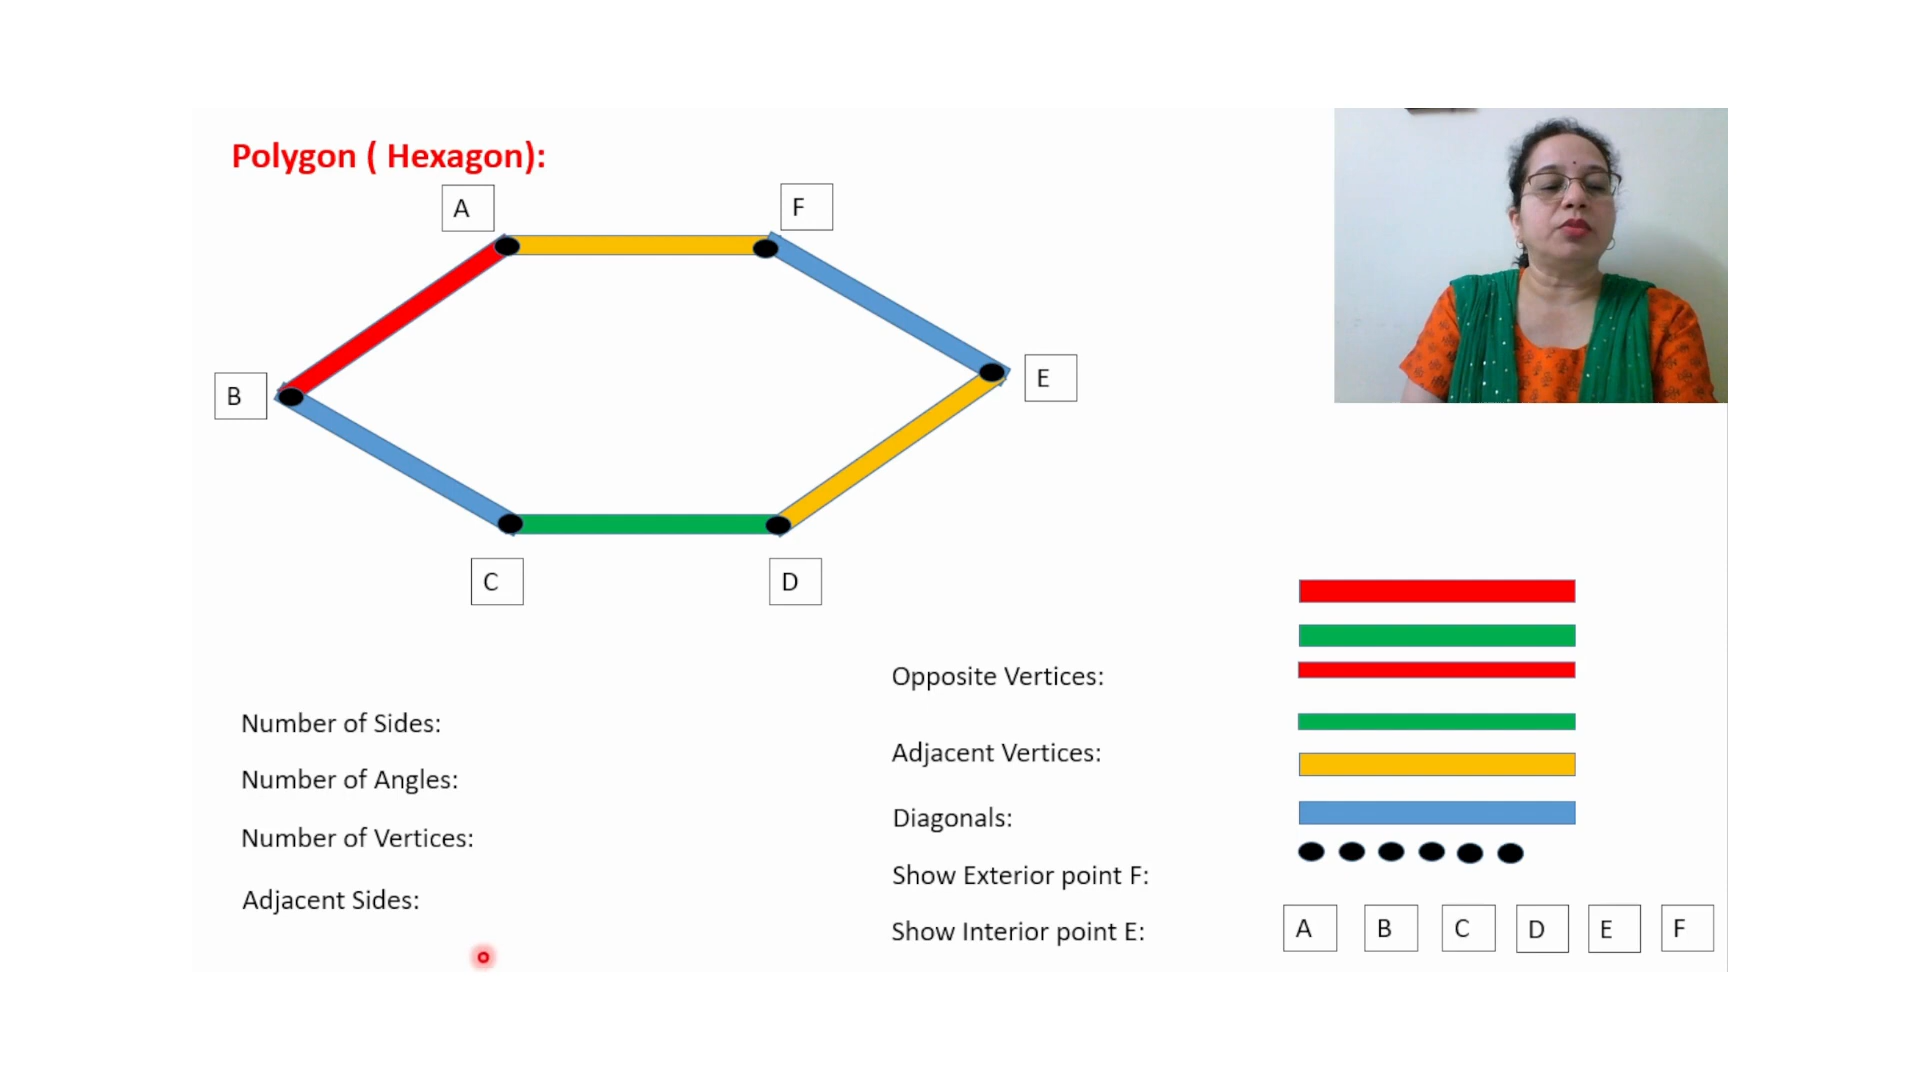 Polygon ( Hexagon):
A
F
B
E
C
D
Number of Sides:
Number of Angles:
Number of Vertices:
Adjacent Sides:
Opposite Vertices:
Adjacent Vertices:
Diagonals:
Show Exterior point F:
Show Interior point E:
A B C D E F